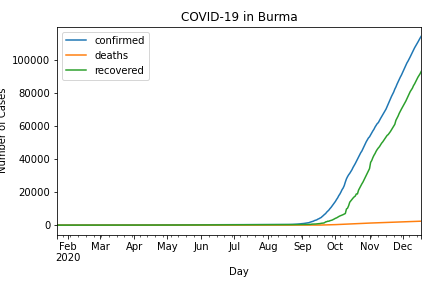 COVID-19 in Burma
confirmed
deaths
recovered
100000
80000
60000
40000
20000
0
Number of Cases
Feb Mar Apr May Jun Jul Aug Sep Oct Nov Dec
2020
Day